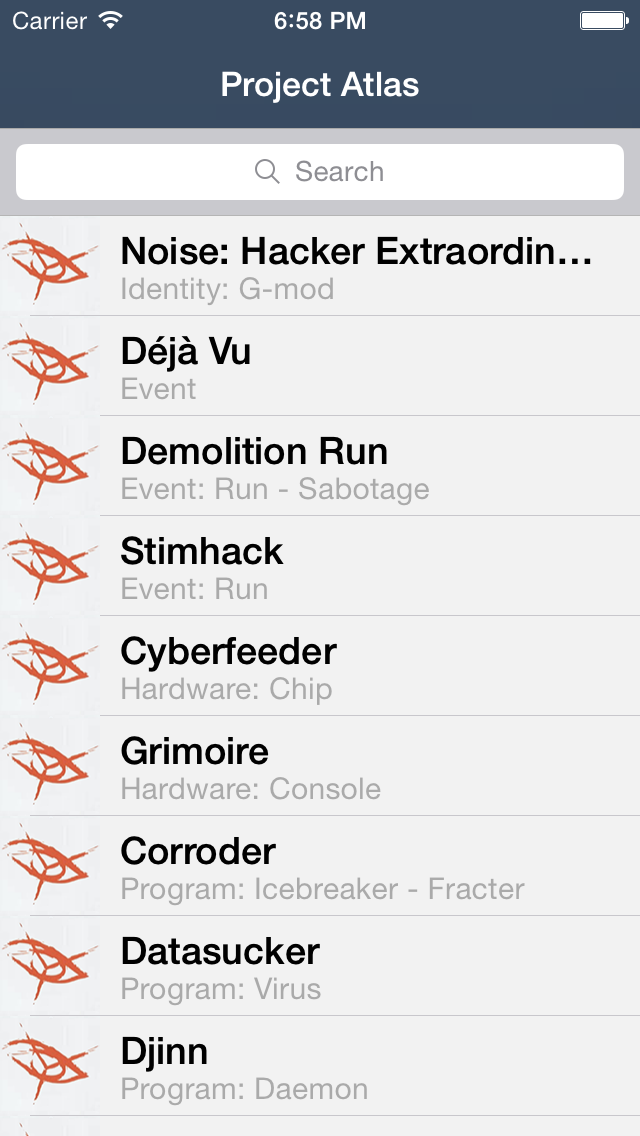 Carrier 6:58 PM
Project Atlas
Search
Noise: Hacker Extraordin...
Identity: G-mod
Déjà Vu
Event
Demolition Run
Event: Run - Sabotage
Stimhack
Event: Run
Cyberfeeder
Hardware: Chip
Grimoire
Hardware: Console
Corroder
Program: Icebreaker - Fracter
Datasucker
Program: Virus
Djinn
Program: Daemon